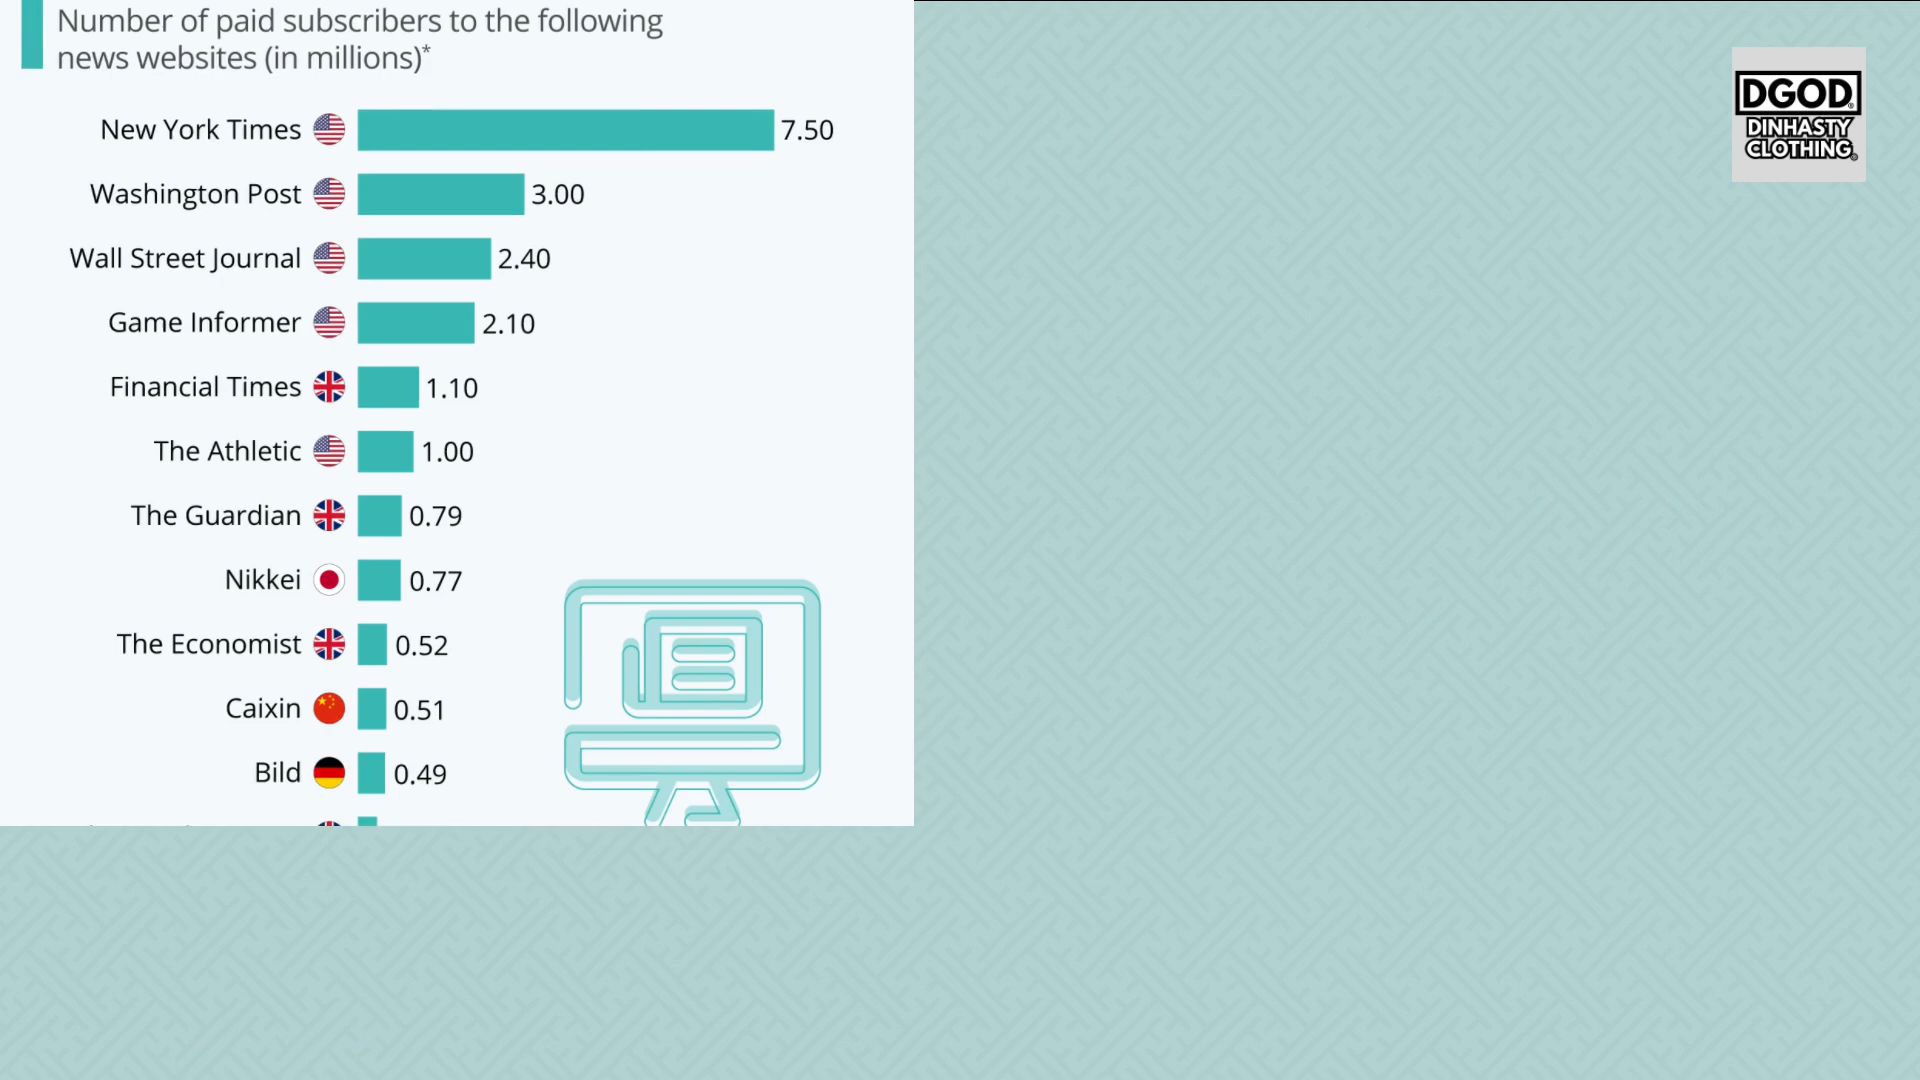 Number of paid subscribers to the following
news websites (in millions)*
New York Times 7.50
Washington Post 3.00
Wall Street Journal 2.40
Game Informer 2.10
Financial Times 1.10
The Athletic 1.00
The Guardian 0.79
Nikkei 0.77
The Economist 0.52
Caixin 0.51
Bild 0.49
DGOD®
DINHASTY
CLOTHING®